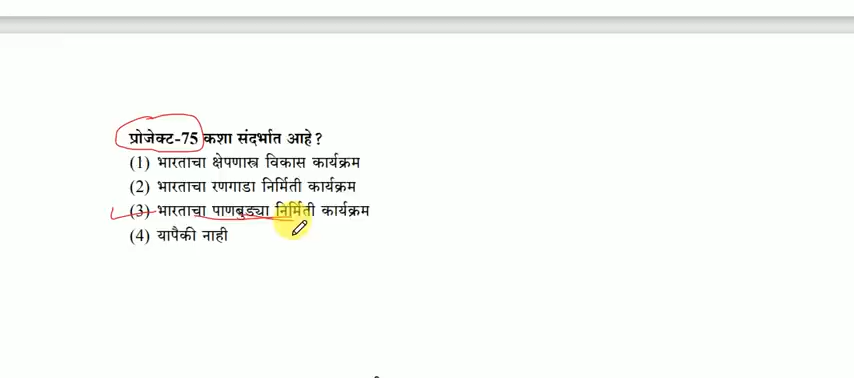 प्रोजेक्ट-75 कशा संदर्भात आहे?
(1) भारताचा क्षेपणास्त्र विकास कार्यक्रम
(2) भारताचा रणगाडा निर्मिती कार्यक्रम
(3) भारताचा पाणबुड्या निर्मिती कार्यक्रम
(4) यापैकी नाही